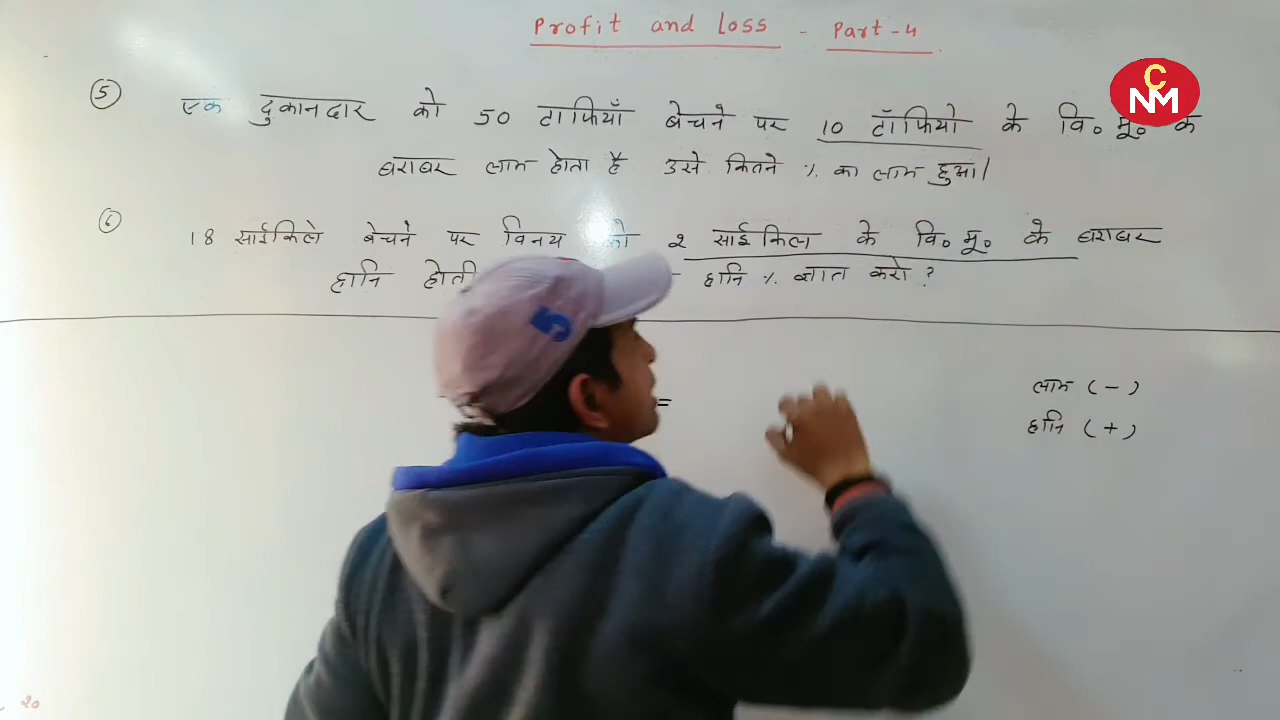 Profit and loss - Part-4
C
NM
⑤ एक दुकानदार को 50 टाफियाँ बेचने पर 10 टॉफियो के वि० मू० के
बराबर लाभ होता है उसे कितने % का लाभ हुआ।
⑥ 18 साईकिले बेचने पर विनय को 2 साईकिल के वि० मू० के बराबर
हानि होती हानि % ज्ञात करो ?
=
लाभ (-)
हानि (+)
20